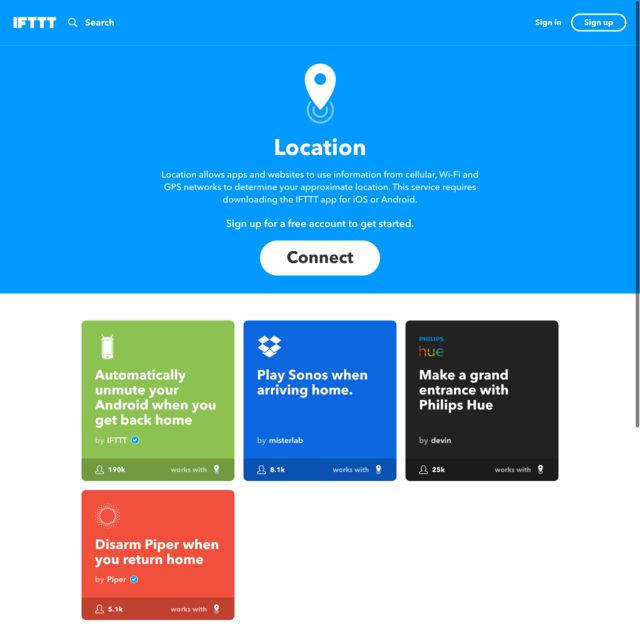 IFTTT Search Sign in Sign up
Location
Location allows apps and websites to use information from cellular, Wi-Fi and
GPS networks to determine your approximate location. This service requires
downloading the IFTTT app for iOS or Android.
Sign up for a free account to get started.
Connect
Automatically
unmute your
Android when you
get back home
by IFTTT
190k works with
Play Sonos when
arriving home.
by misterlab
8.1k works with
PHILIPS
hue
Make a grand
entrance with
Philips Hue
by devin
25k works with
Disarm Piper when
you return home
by Piper
5.1k works with